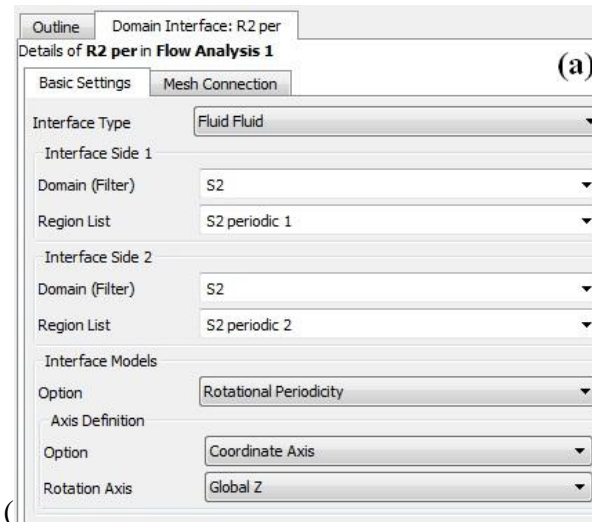 Outline Domain Interface: R2 per
Details of R2 per in Flow Analysis 1
(a)
Basic Settings Mesh Connection
Interface Type Fluid Fluid
Interface Side 1
Domain (Filter) S2
Region List S2 periodic 1
Interface Side 2
Domain (Filter) S2
Region List S2 periodic 2
Interface Models
Option Rotational Periodicity
Axis Definition
Option Coordinate Axis
Rotation Axis Global Z
(